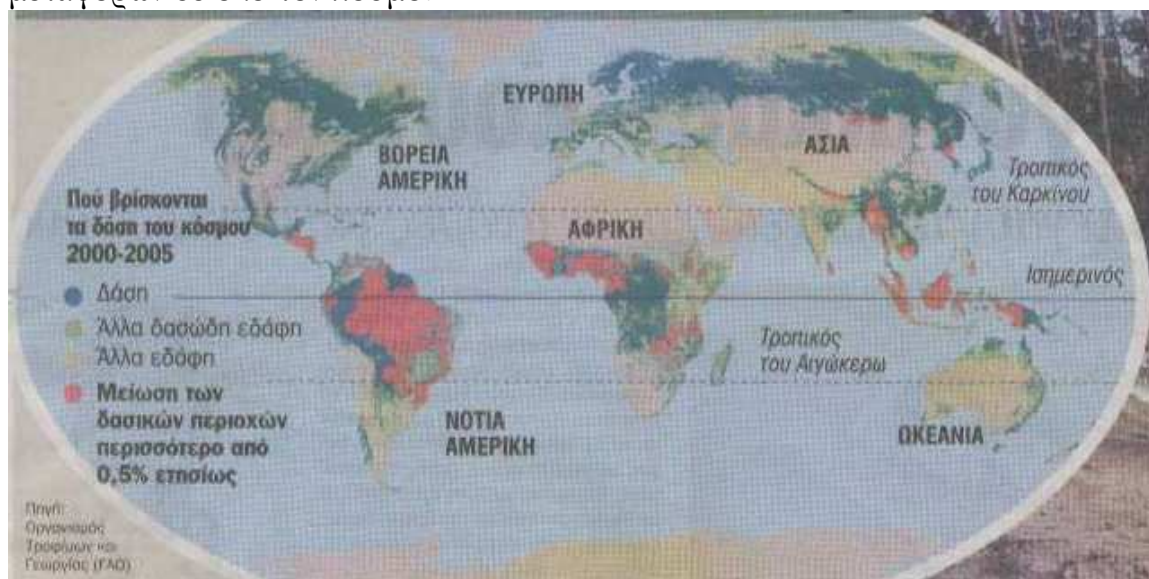 ΕΥΡΩΠΗ
ΒΟΡΕΙΑ
ΑΜΕΡΙΚΗ
ΑΣΙΑ
Τροπικός
του Καρκίνου
Πού βρίσκονται
τα δάση του κόσμου
2000-2005
ΑΦΡΙΚΗ
Ισημερινός
Δάση
Άλλα δασώδη εδάφη
Άλλα εδάφη
Μείωση των
δασικών περιοχών
περισσότερο από
0,5% ετησίως
Τροπικός
του Αιγώκερω
ΝΟΤΙΑ
ΑΜΕΡΙΚΗ
ΩΚΕΑΝΙΑ
Πηγή:
Οργανισμός
Τροφίμων και
Γεωργίας (FAO)